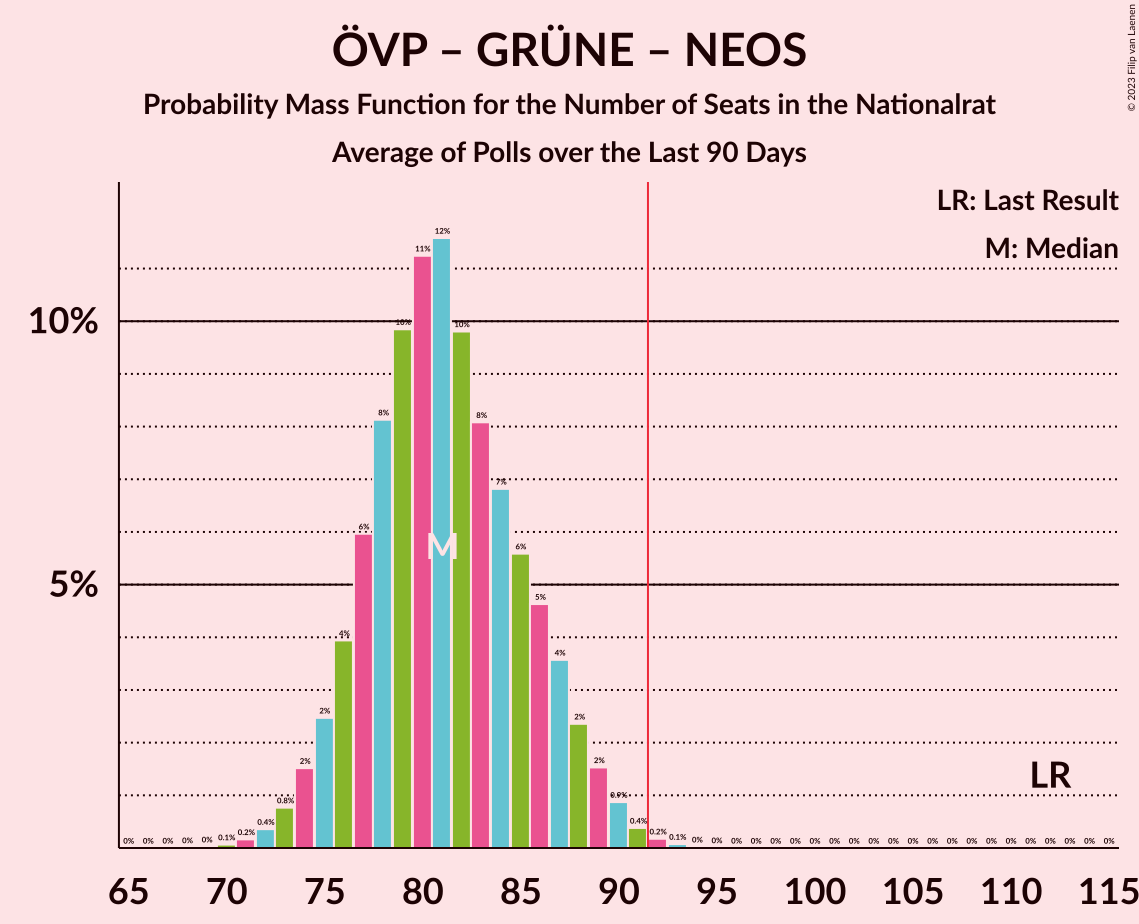 ÖVP – GRÜNE – NEOS
Probability Mass Function for the Number of Seats in the Nationalrat
Average of Polls over the Last 90 Days
© 2023 Filip van Laenen
LR: Last Result
M: Median
10%
5%
0% 0% 0% 0% 0% 0.1% 0.2% 0.4% 0.8% 2% 2% 4% 6% 8% 10% 11% 12% 10% 8% 7% 6% 5% 4% 2% 2% 0.9% 0.4% 0.2% 0.1% 0% 0% 0% 0% 0% 0% 0% 0% 0% 0% 0% 0% 0% 0% 0% 0% 0% 0% 0% 0% 0% 0%
M
LR
65 70 75 80 85 90 95 100 105 110 115